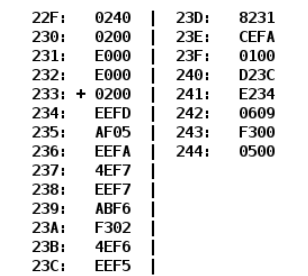 22F: 0240 | 23D: 8231
230: 0200 | 23E: CEFA
231: E000 | 23F: 0100
232: E000 | 240: D23C
233: + 0200 | 241: E234
234: EEFD | 242: 0609
235: AF05 | 243: F300
236: EEFA | 244: 0500
237: 4EF7 |
238: EEF7 |
239: ABF6 |
23A: F302 |
23B: 4EF6 |
23C: EEF5 |